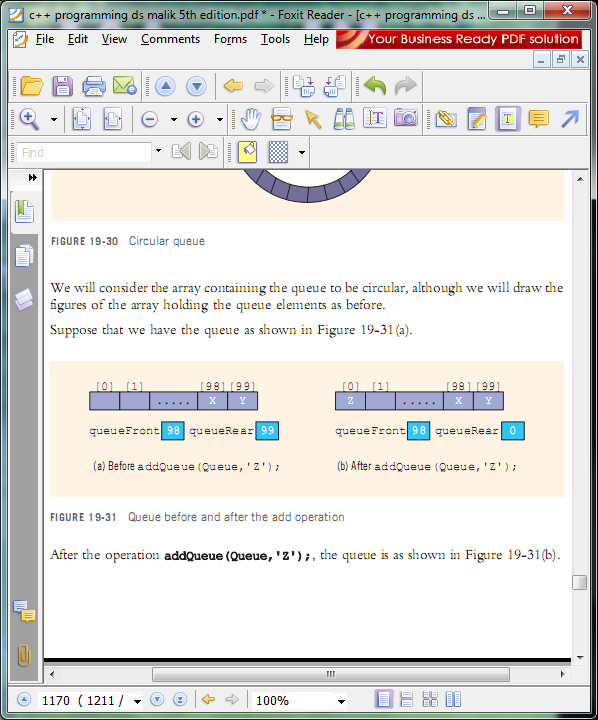 c++ programming ds malik 5th edition.pdf * - Foxit Reader - [c++ programming ds ...
File Edit View Comments Forms Tools Help Your Business Ready PDF solution
Find
FIGURE 19-30 Circular queue
We will consider the array containing the queue to be circular, although we will draw the
figures of the array holding the queue elements as before.
Suppose that we have the queue as shown in Figure 19-31(a).
[0] [1] [98] [99] [0] [1] [98] [99]
..... X Y Z ..... X Y
queueFront 98 queueRear 99 queueFront 98 queueRear 0
(a) Before addQueue(Queue,'Z'); (b) After addQueue(Queue,'Z');
FIGURE 19-31 Queue before and after the add operation
After the operation addQueue(Queue,'Z');, the queue is as shown in Figure 19-31(b).
1170 ( 1211 / 100%